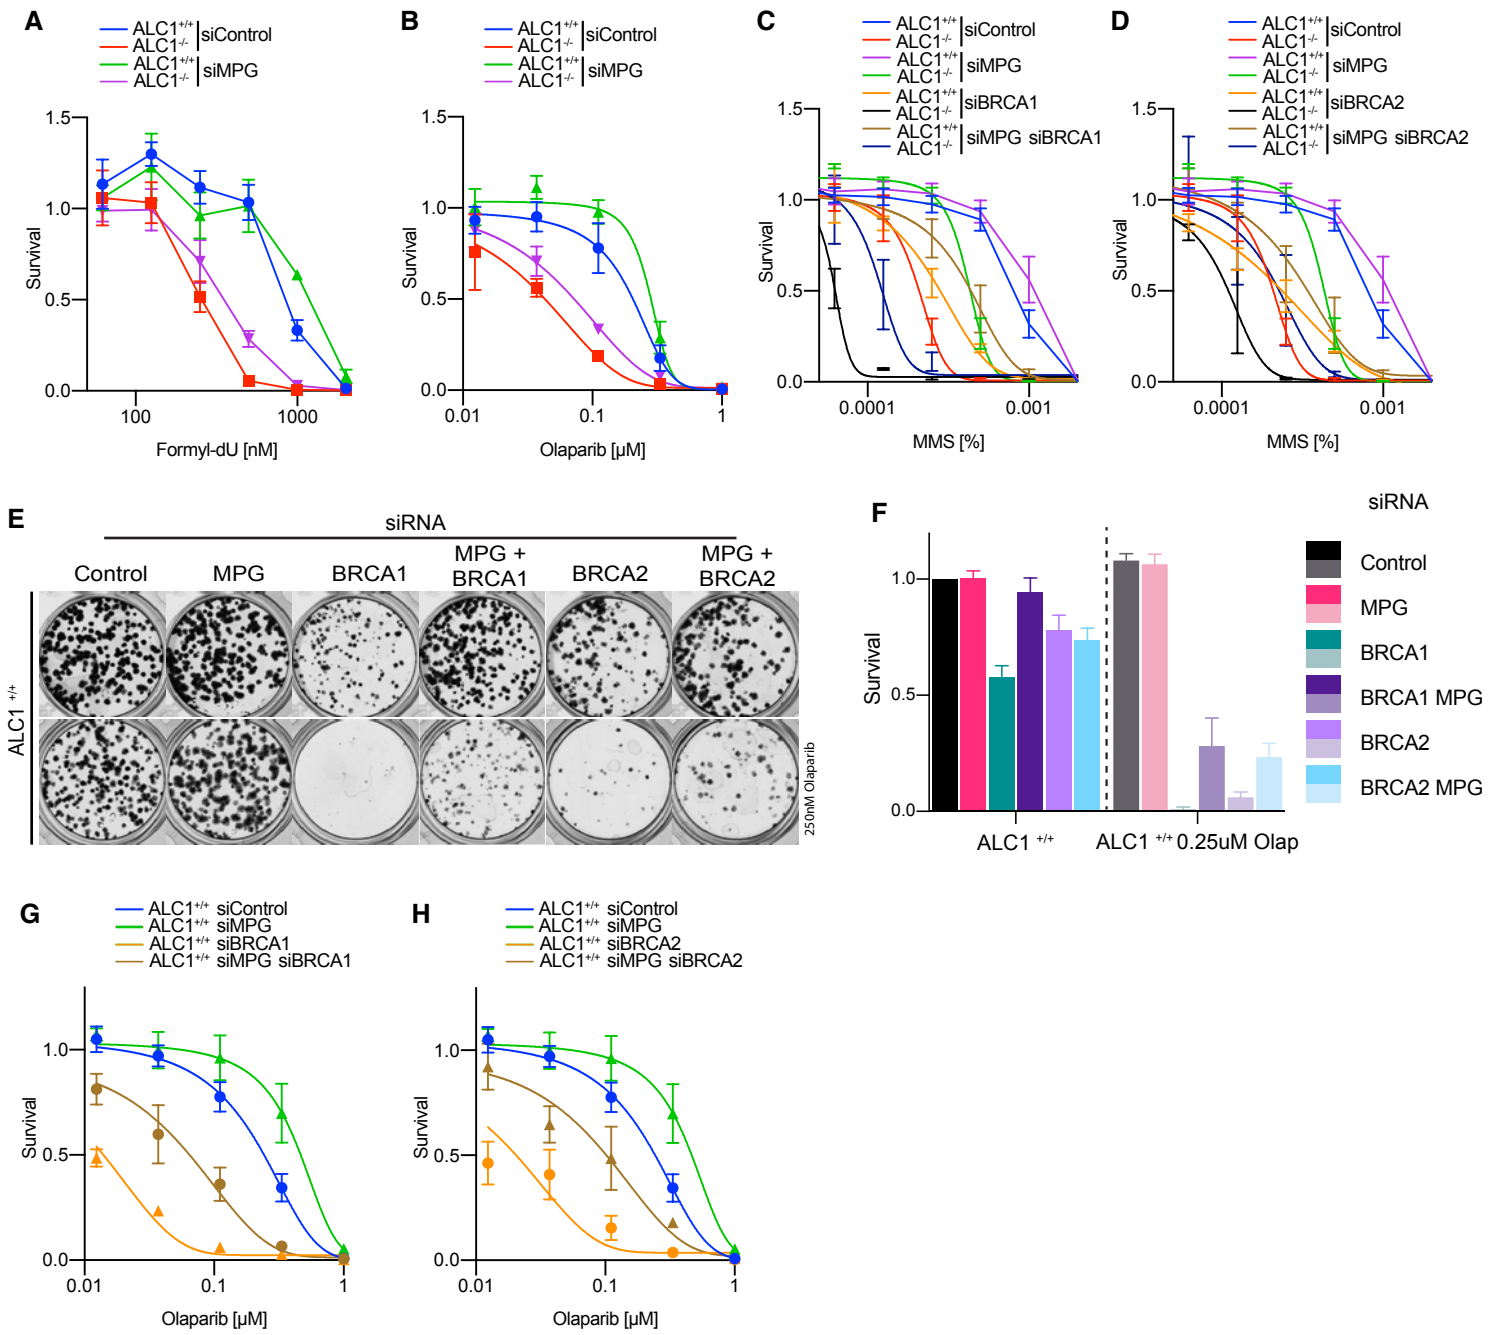 A
ALC1+/+
ALC1-/-
siControl
ALC1+/+
ALC1-/-
siMPG
1.5
1.0
0.5
0.0
Survival
100
1000
Formyl-dU [nM]
B
ALC1+/+
ALC1-/-
siControl
ALC1+/+
ALC1-/-
siMPG
1.5
1.0
0.5
0.0
Survival
0.01
0.1
1
Olaparib [µM]
C
ALC1+/+
ALC1-/-
siControl
ALC1+/+
ALC1-/-
siMPG
ALC1+/+
ALC1-/-
siBRCA1
ALC1+/+
ALC1-/-
siMPG siBRCA1
1.5
1.0
0.5
0.0
Survival
0.0001
0.001
MMS [%]
D
ALC1+/+
ALC1-/-
siControl
ALC1+/+
ALC1-/-
siMPG
ALC1+/+
ALC1-/-
siBRCA2
ALC1+/+
ALC1-/-
siMPG siBRCA2
1.5
1.0
0.5
0.0
Survival
0.0001
0.001
MMS [%]
E
siRNA
Control
MPG
BRCA1
MPG +
BRCA1
BRCA2
MPG +
BRCA2
ALC1 +/+
250nM Olaparib
F
siRNA
1.0
0.5
0.0
Survival
ALC1 +/+
ALC1 +/+ 0.25uM Olap
Control
MPG
BRCA1
BRCA1 MPG
BRCA2
BRCA2 MPG
G
ALC1+/+ siControl
ALC1+/+ siMPG
ALC1+/+ siBRCA1
ALC1+/+ siMPG siBRCA1
1.0
0.5
0.0
Survival
0.01
0.1
1
Olaparib [µM]
H
ALC1+/+ siControl
ALC1+/+ siMPG
ALC1+/+ siBRCA2
ALC1+/+ siMPG siBRCA2
1.0
0.5
0.0
Survival
0.01
0.1
1
Olaparib [µM]